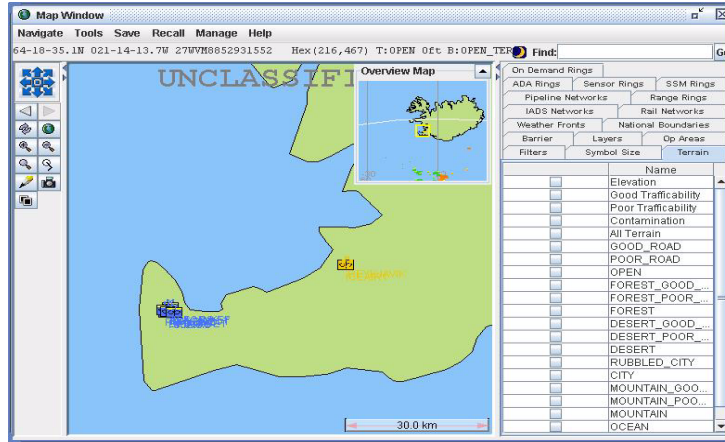 Map Window
Navigate Tools Save Recall Manage Help
64-18-35.1N 021-14-13.7W 27WVM8852931552 Hex(216,467) T:OPEN 0ft B:OPEN_TER
Find:
UNCLASSIFI
Overview Map
On Demand Rings
ADA Rings Sensor Rings SSM Rings
Pipeline Networks Range Rings
IADS Networks Rail Networks
Weather Fronts National Boundaries
Barrier Layers Op Areas
Filters Symbol Size Terrain
Name
Elevation
Good Trafficability
Poor Trafficability
Contamination
All Terrain
GOOD_ROAD
POOR_ROAD
OPEN
FOREST_GOOD_...
FOREST_POOR_...
FOREST
DESERT_GOOD_...
DESERT_POOR_...
DESERT
RUBBLED_CITY
CITY
MOUNTAIN_GOO...
MOUNTAIN_POO...
MOUNTAIN
OCEAN
30.0 km